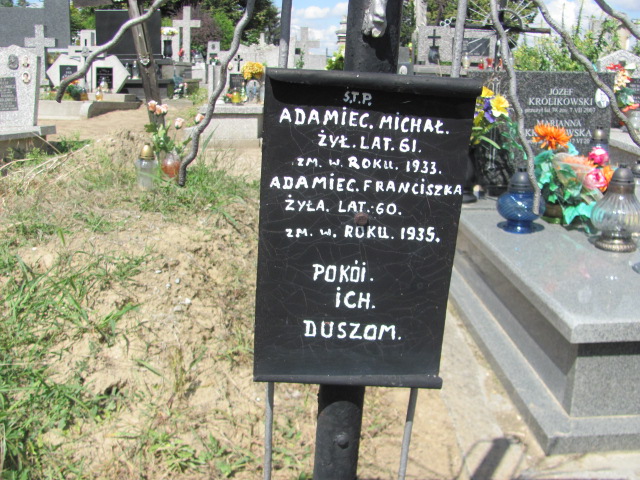 Ś.T.P.
ADAMIEC. MICHAŁ.
ŻYŁ. LAT. 61.
ZM. W. ROKU. 1933.
ADAMIEC. FRANCISZKA
ŻYŁA. LAT. 60.
ZM. W. ROKU. 1935.
POKÓJ.
ICH.
DUSZOM.
JÓZEF
KRÓLIKOWSKI
MARIANNA